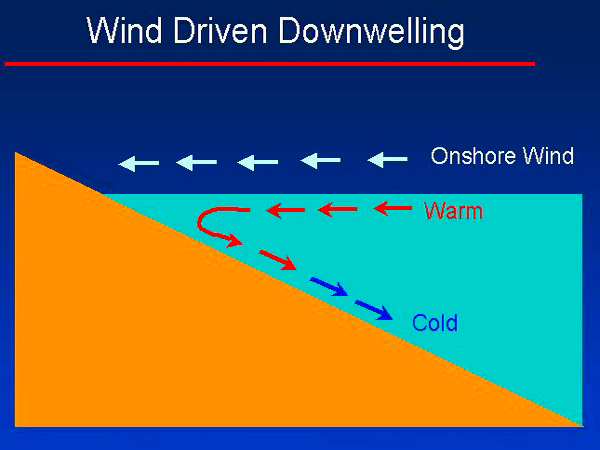 Wind Driven Downwelling
Onshore Wind
Warm
Cold